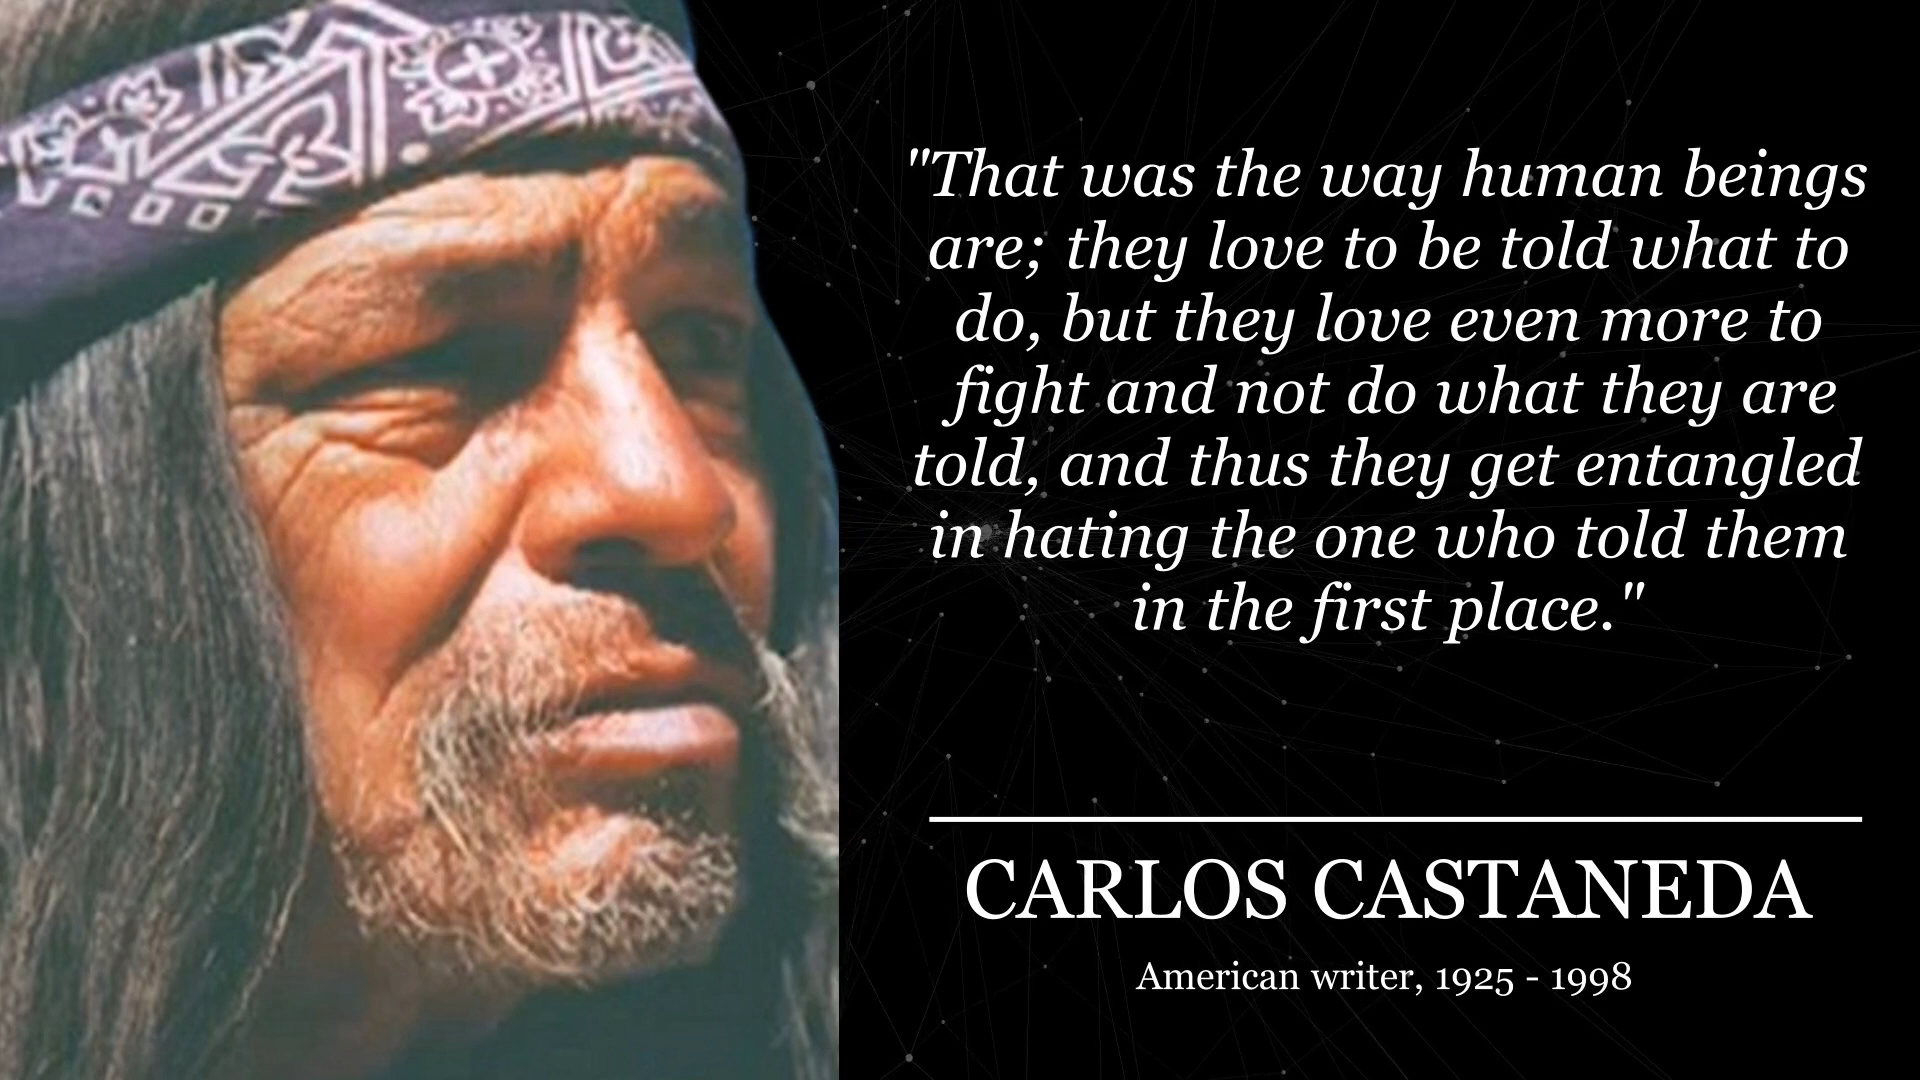 "That was the way human beings
are; they love to be told what to
do, but they love even more to
fight and not do what they are
told, and thus they get entangled
in hating the one who told them
in the first place."
CARLOS CASTANEDA
American writer, 1925 - 1998